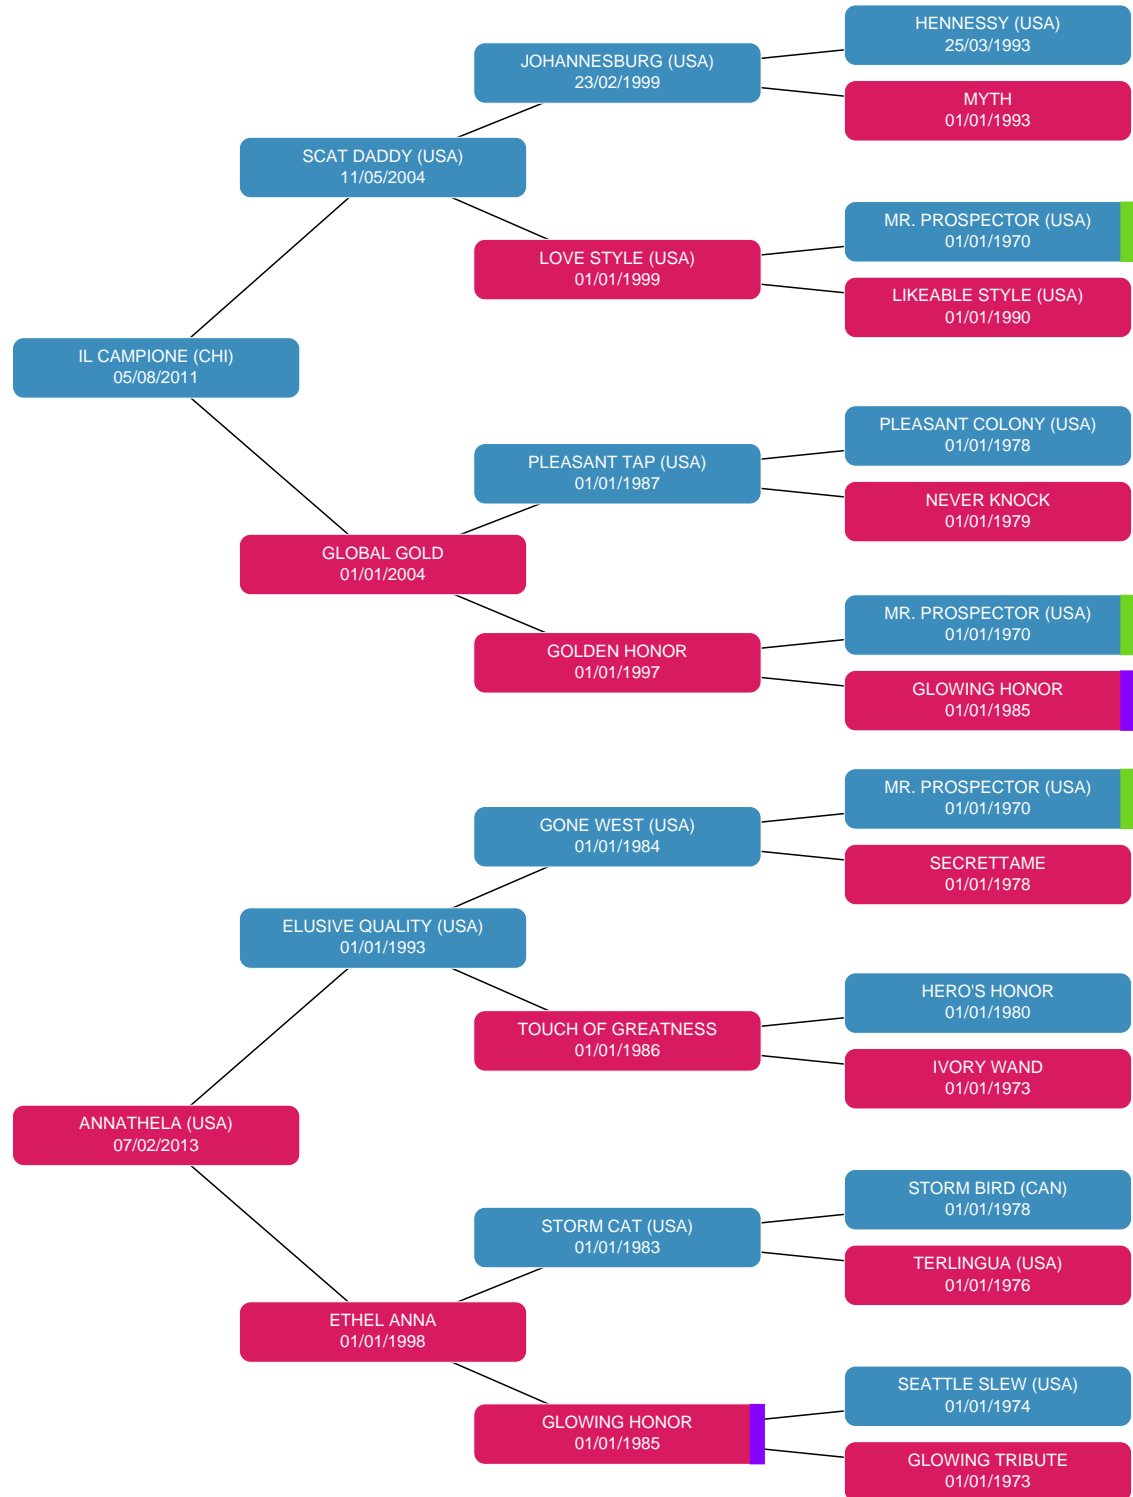 HENNESSY (USA)
25/03/1993
JOHANNESBURG (USA)
23/02/1999
MYTH
01/01/1993
SCAT DADDY (USA)
11/05/2004
MR. PROSPECTOR (USA)
01/01/1970
LOVE STYLE (USA)
01/01/1999
LIKEABLE STYLE (USA)
01/01/1990
IL CAMPIONE (CHI)
05/08/2011
PLEASANT COLONY (USA)
01/01/1978
PLEASANT TAP (USA)
01/01/1987
NEVER KNOCK
01/01/1979
GLOBAL GOLD
01/01/2004
MR. PROSPECTOR (USA)
01/01/1970
GOLDEN HONOR
01/01/1997
GLOWING HONOR
01/01/1985
MR. PROSPECTOR (USA)
01/01/1970
GONE WEST (USA)
01/01/1984
SECRETTAME
01/01/1978
ELUSIVE QUALITY (USA)
01/01/1993
HERO'S HONOR
01/01/1980
TOUCH OF GREATNESS
01/01/1986
IVORY WAND
01/01/1973
ANNATHELA (USA)
07/02/2013
STORM BIRD (CAN)
01/01/1978
STORM CAT (USA)
01/01/1983
TERLINGUA (USA)
01/01/1976
ETHEL ANNA
01/01/1998
SEATTLE SLEW (USA)
01/01/1974
GLOWING HONOR
01/01/1985
GLOWING TRIBUTE
01/01/1973